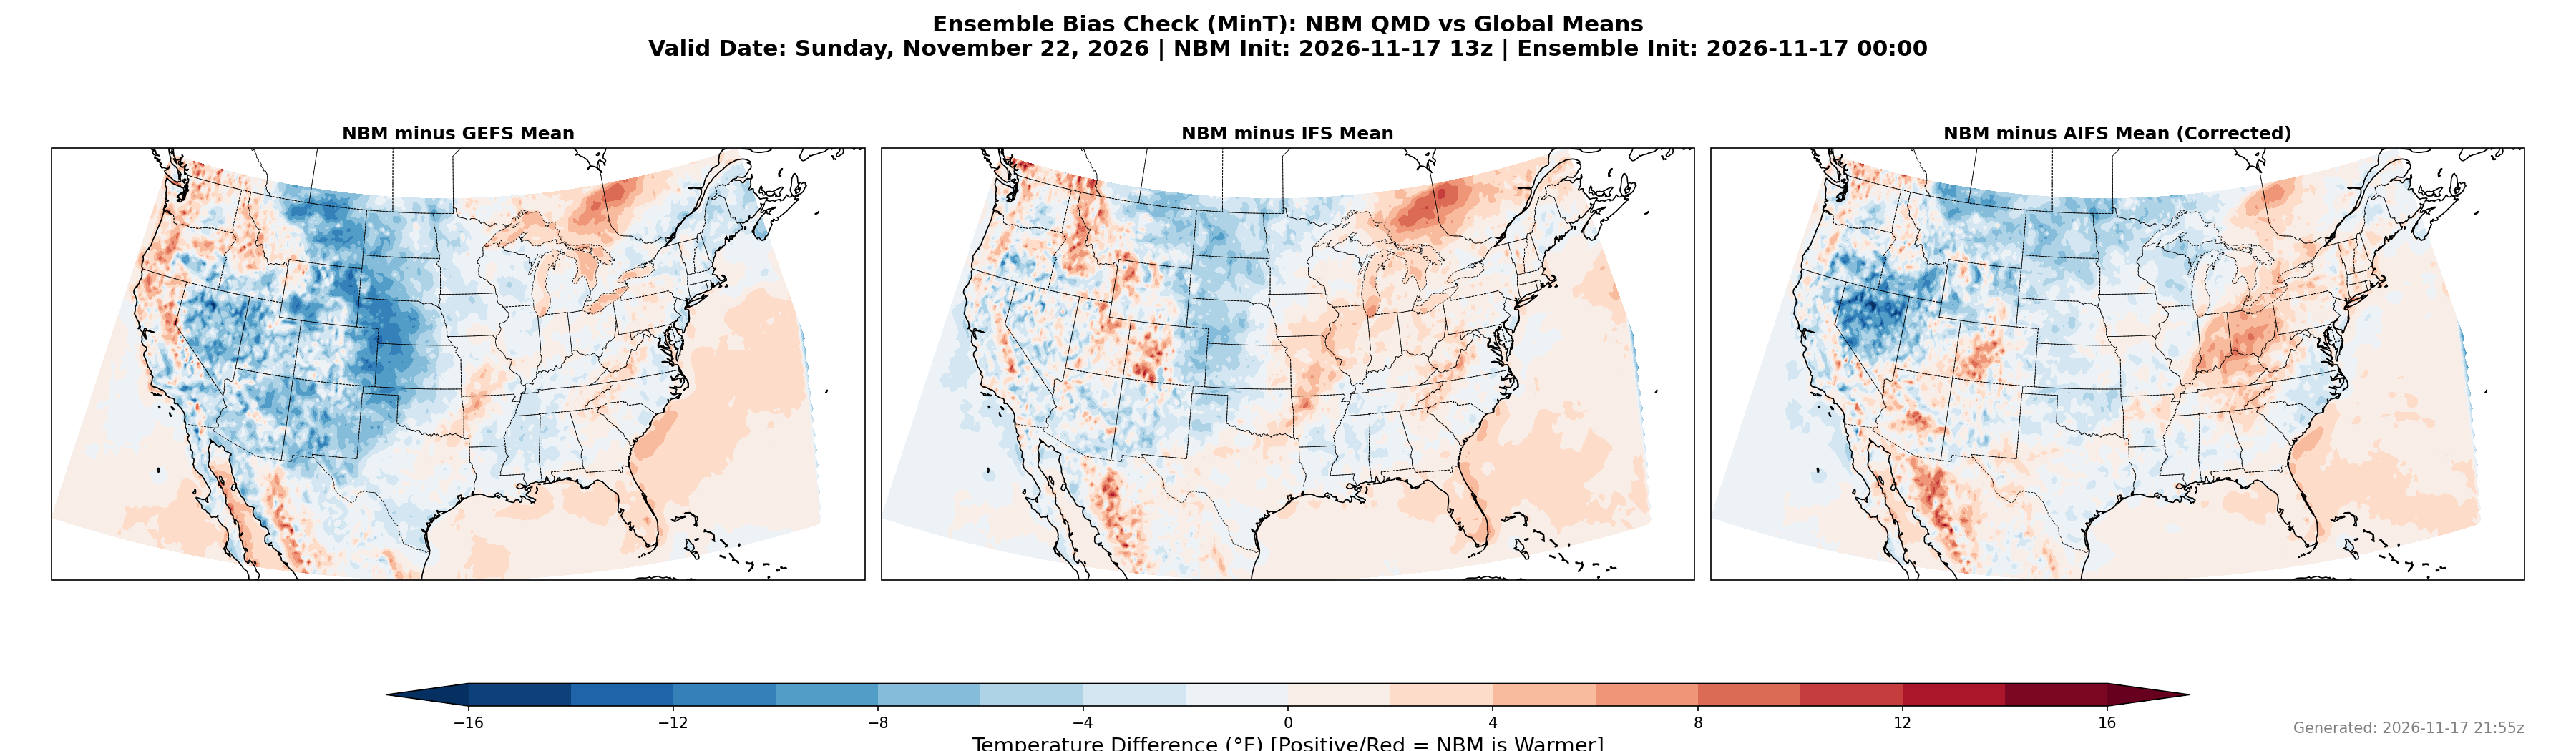 Ensemble Bias Check (MinT): NBM QMD vs Global Means
Valid Date: Sunday, November 22, 2026 | NBM Init: 2026-11-17 13z | Ensemble Init: 2026-11-17 00:00
NBM minus GEFS Mean
NBM minus IFS Mean
NBM minus AIFS Mean (Corrected)
−16 −12 −8 −4 0 4 8 12 16
Generated: 2026-11-17 21:55z
Temperature Difference (°F) [Positive/Red = NBM is Warmer]